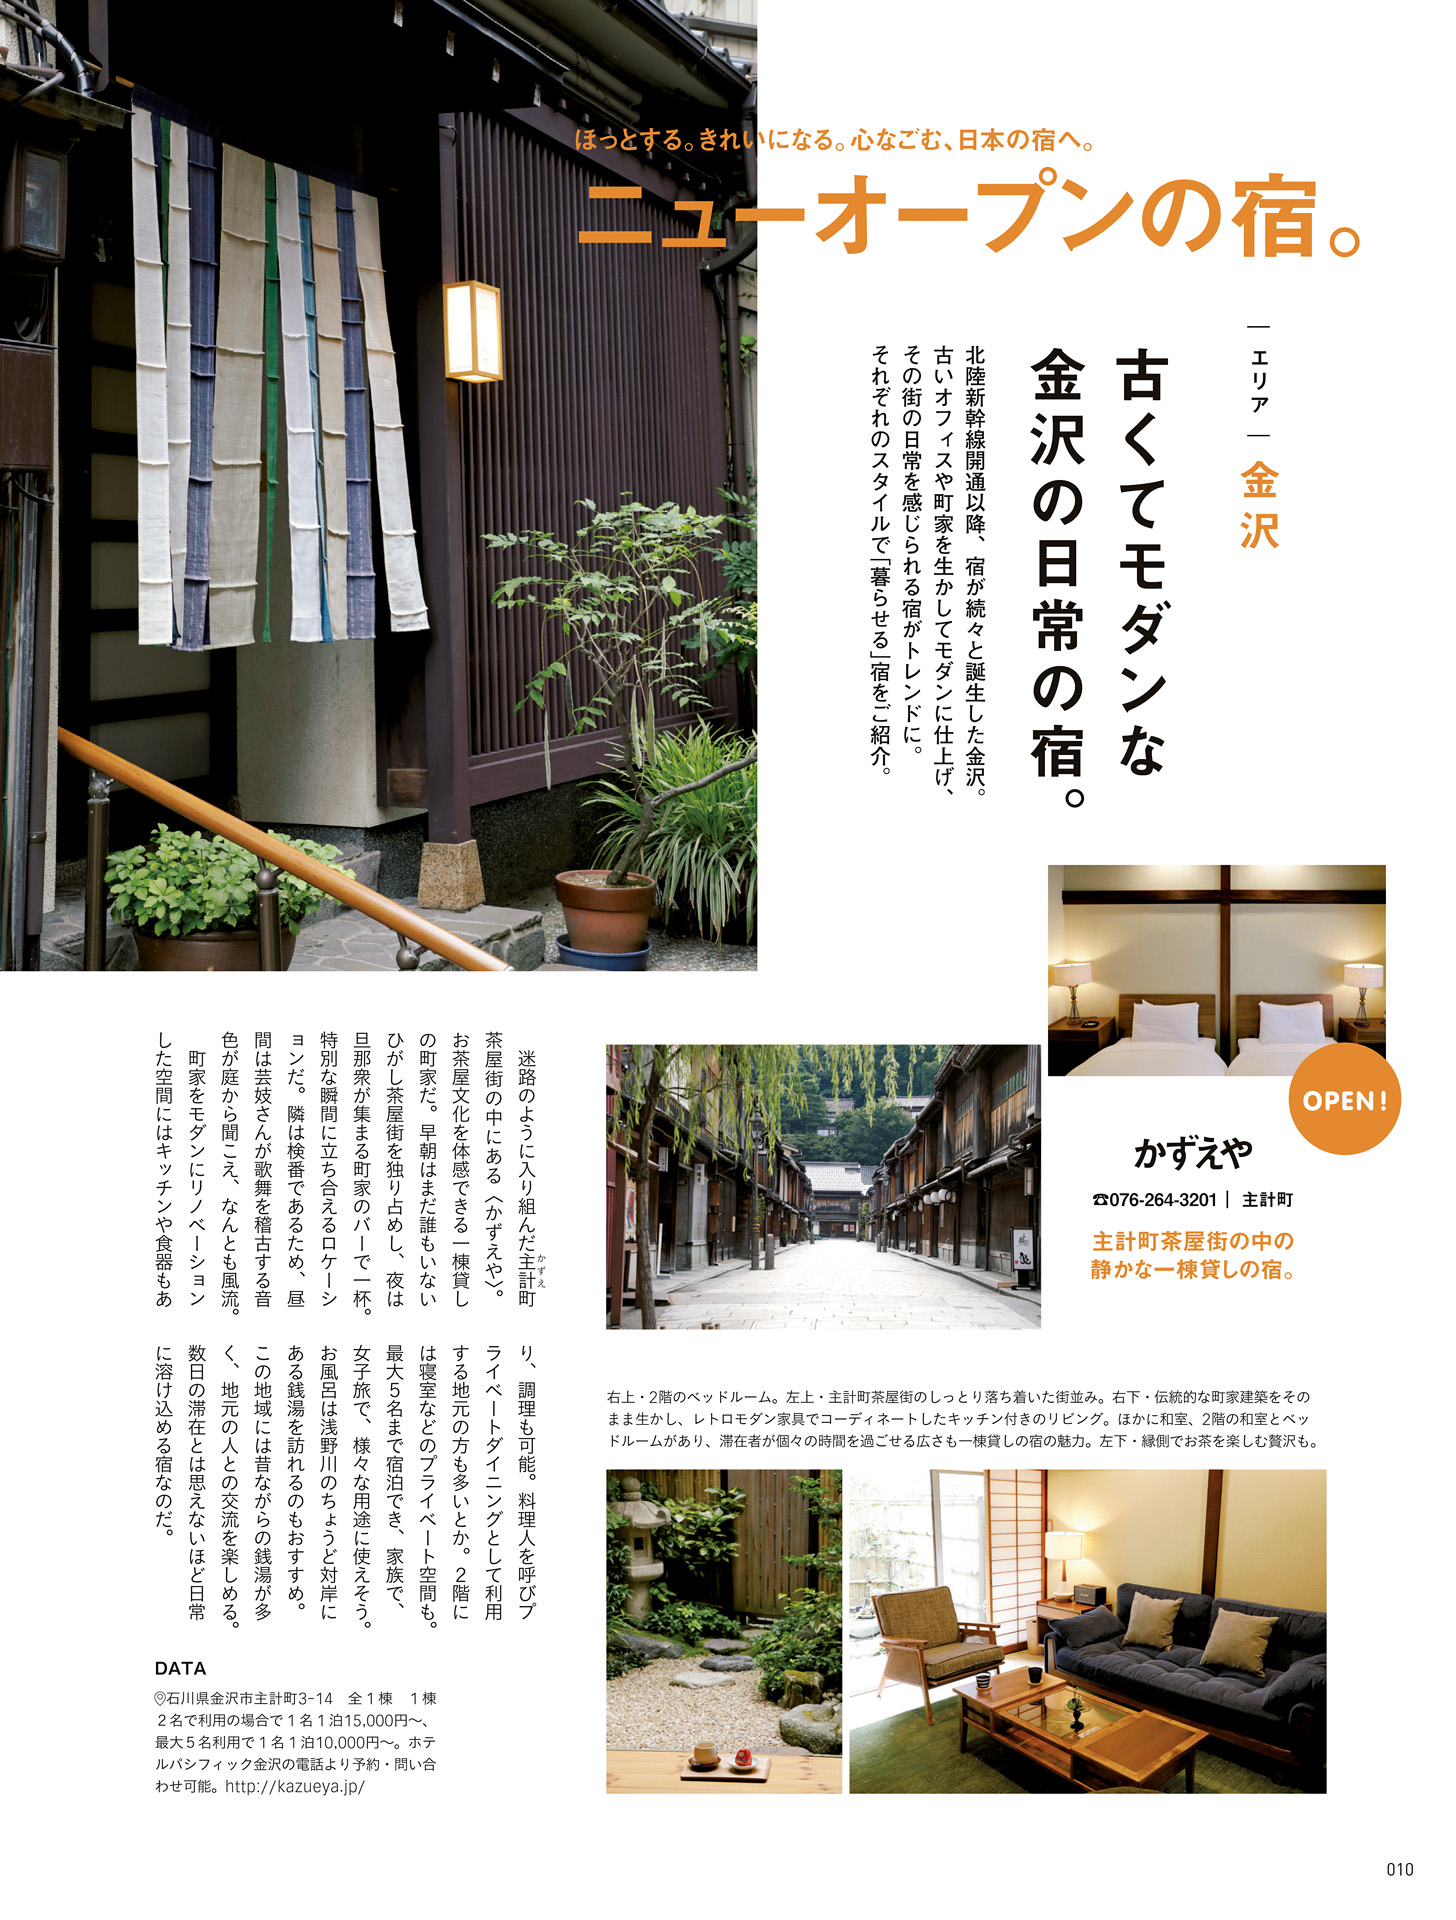 ほっとする。きれいになる。心なごむ、日本の宿へ。
ニューオープンの宿。
エリア
金沢
古くてモダンな
金沢の日常の宿。
北陸新幹線開通以降、宿が続々と誕生した金沢。
古いオフィスや町家を生かしてモダンに仕上げ、
その街の日常を感じられる宿がトレンドに。
それぞれのスタイルで「暮らせる」宿をご紹介。
OPEN!
かずえや
☎076-264-3201| 主計町
主計町茶屋街の中の
静かな一棟貸しの宿。
迷路のように入り組んだ主計町
かずえ
茶屋街の中にある〈かずえや〉。
お茶屋文化を体感できる一棟貸し
の町家だ。早朝はまだ誰もいない
ひがし茶屋街を独り占めし、夜は
旦那衆が集まる町家のバーで一杯。
特別な瞬間に立ち合えるロケーシ
ョンだ。隣は検番であるため、昼
間は芸妓さんが歌舞を稽古する音
色が庭から聞こえ、なんとも風流。
町家をモダンにリノベーション
した空間にはキッチンや食器もあ
り、調理も可能。料理人を呼びプ
ライベートダイニングとして利用
する地元の方も多いとか。2階に
は寝室などのプライベート空間も。
最大5名まで宿泊でき、家族で、
女子旅で、様々な用途に使えそう。
お風呂は浅野川のちょうど対岸に
ある銭湯を訪れるのもおすすめ。
この地域には昔ながらの銭湯が多
く、地元の人との交流を楽しめる。
数日の滞在とは思えないほど日常
に溶け込める宿なのだ。
右上・2階のベッドルーム。左上・主計町茶屋街のしっとり落ち着いた街並み。右下・伝統的な町家建築をその
まま生かし、レトロモダン家具でコーディネートしたキッチン付きのリビング。ほかに和室、2階の和室とベッ
ドルームがあり、滞在者が個々の時間を過ごせる広さも一棟貸しの宿の魅力。左下・縁側でお茶を楽しむ贅沢も。
DATA
石川県金沢市主計町3-14 全1棟 1棟
2名で利用の場合で1名1泊15,000円〜、
最大5名利用で1名1泊10,000円〜。ホテ
ルパシフィック金沢の電話より予約・問い合
わせ可能。http://kazueya.jp/
010